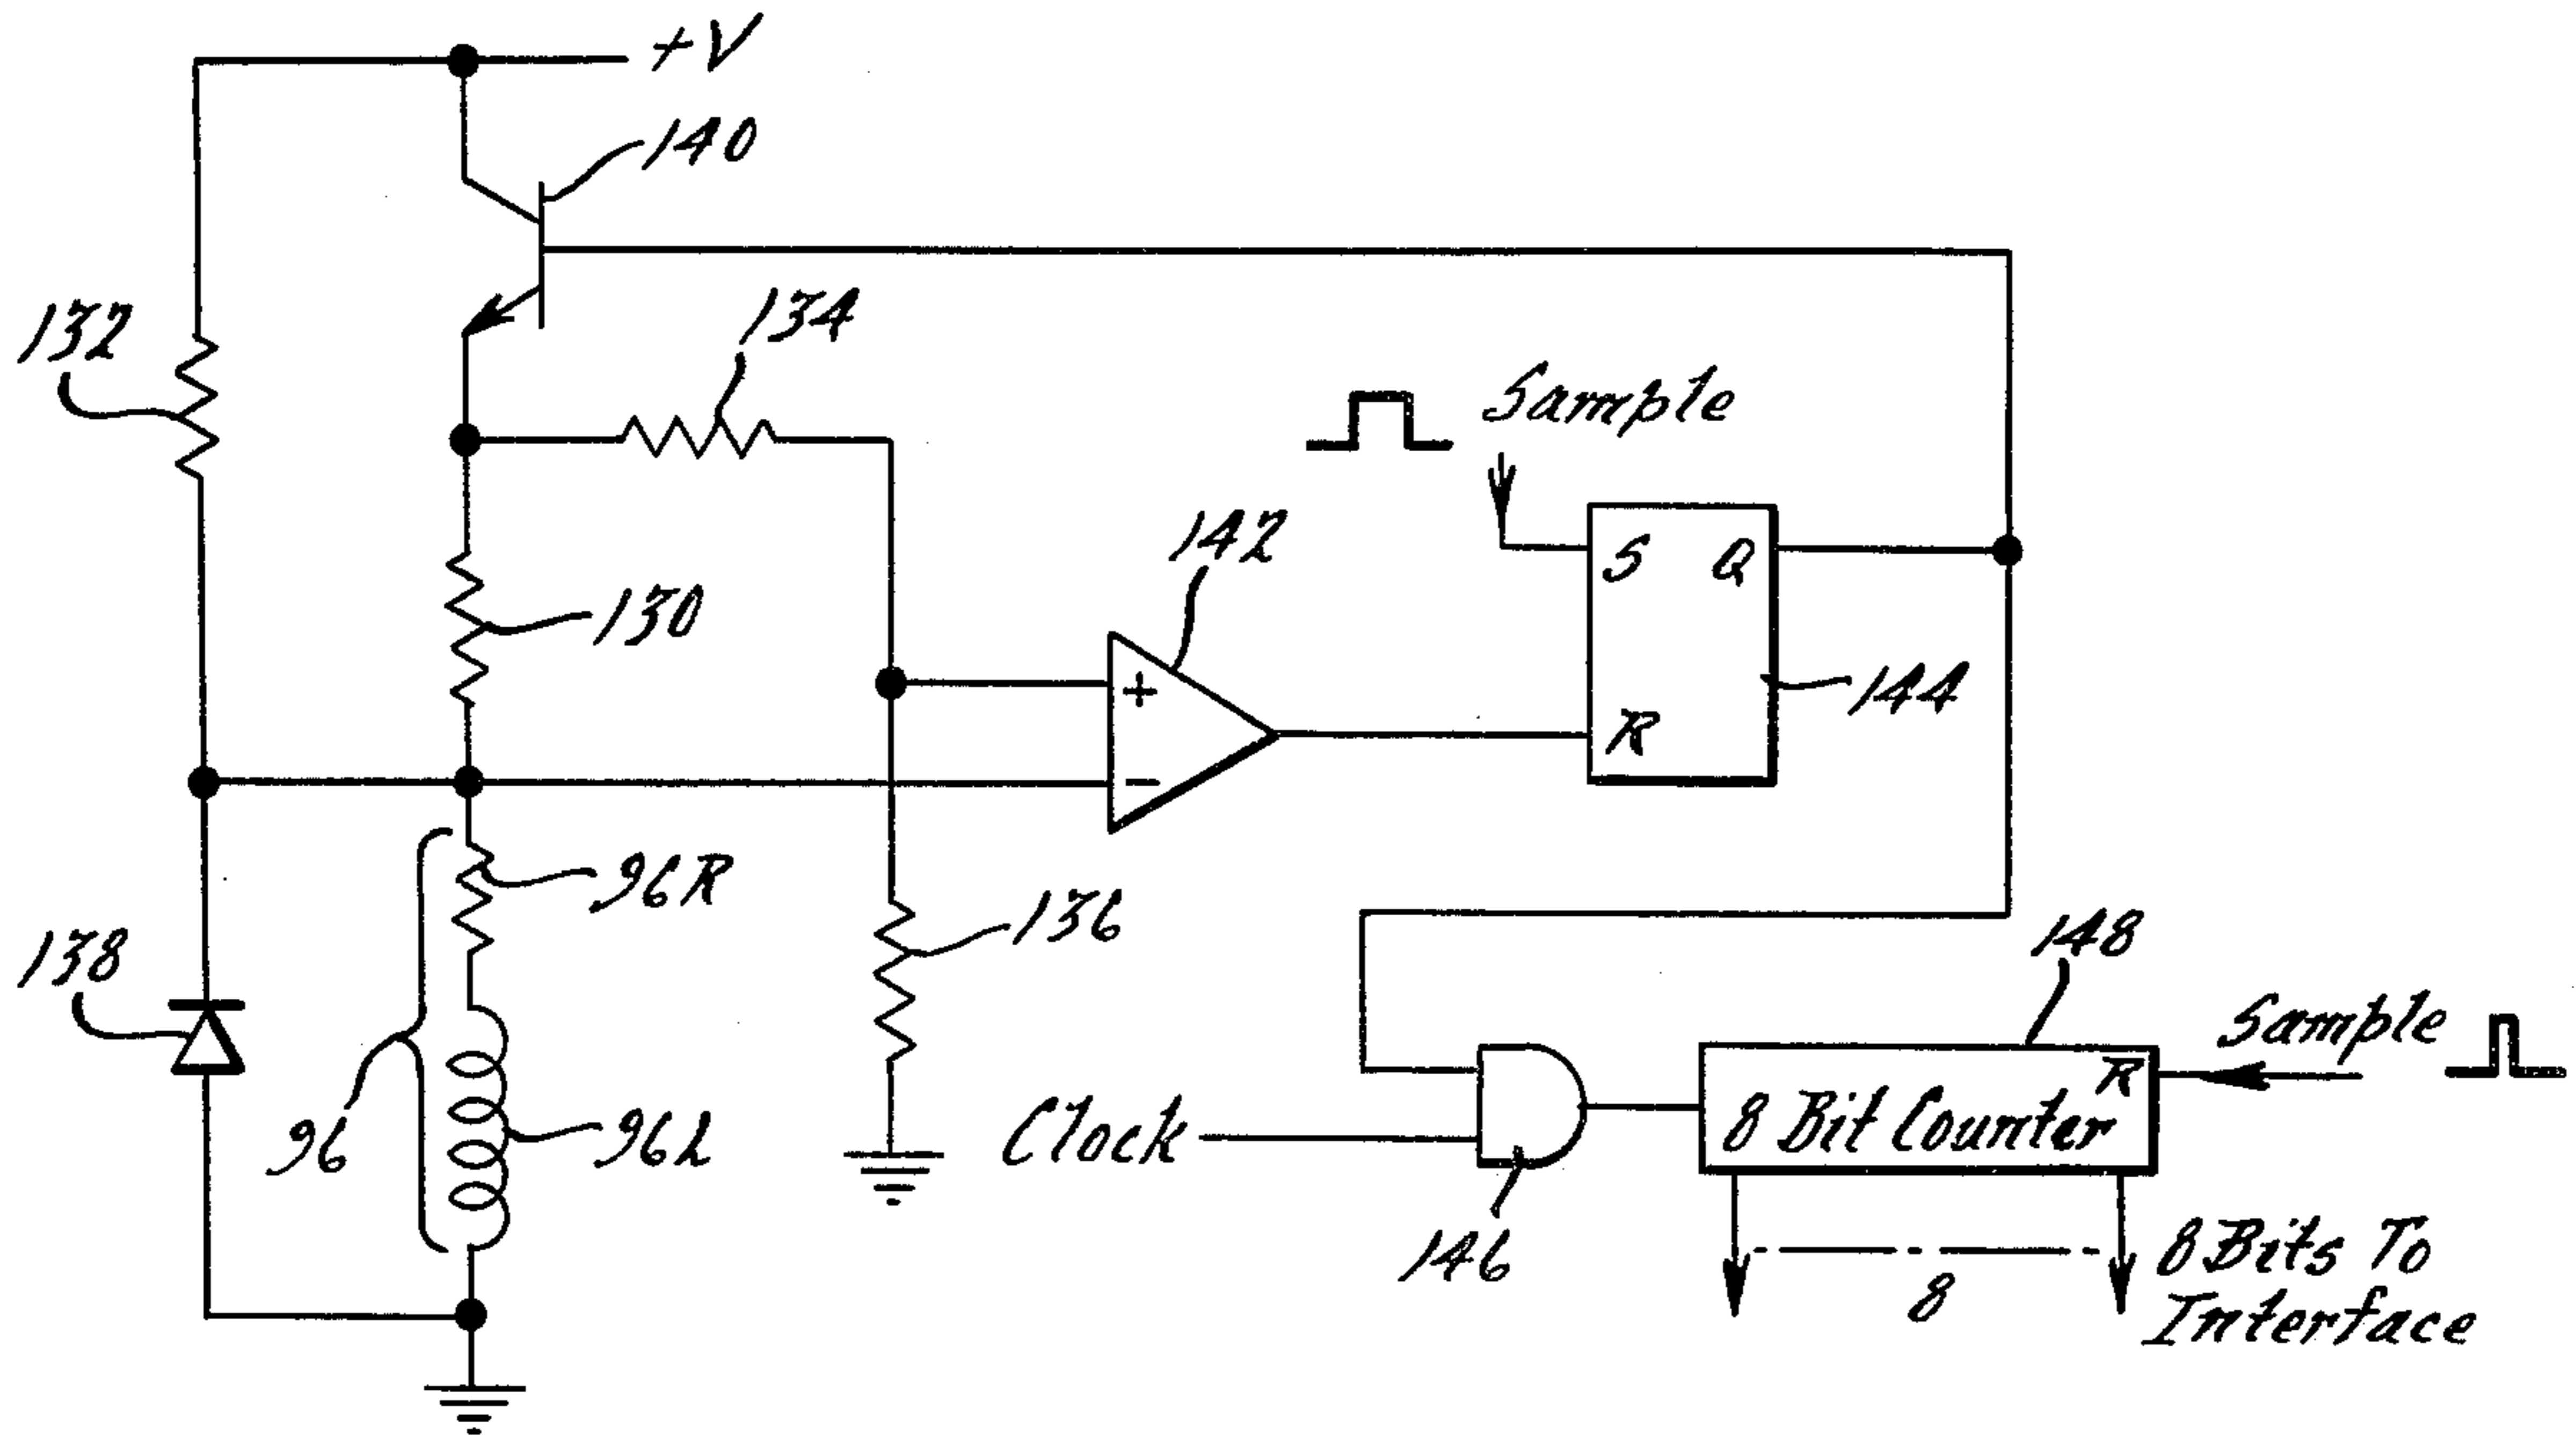 +V
140
132
134
Sample
142
130
S Q
144
+
R
−
96R
136
138
148
Sample
R
8 Bit Counter
Clock
96
96L
146
8
8 Bits To
Interface